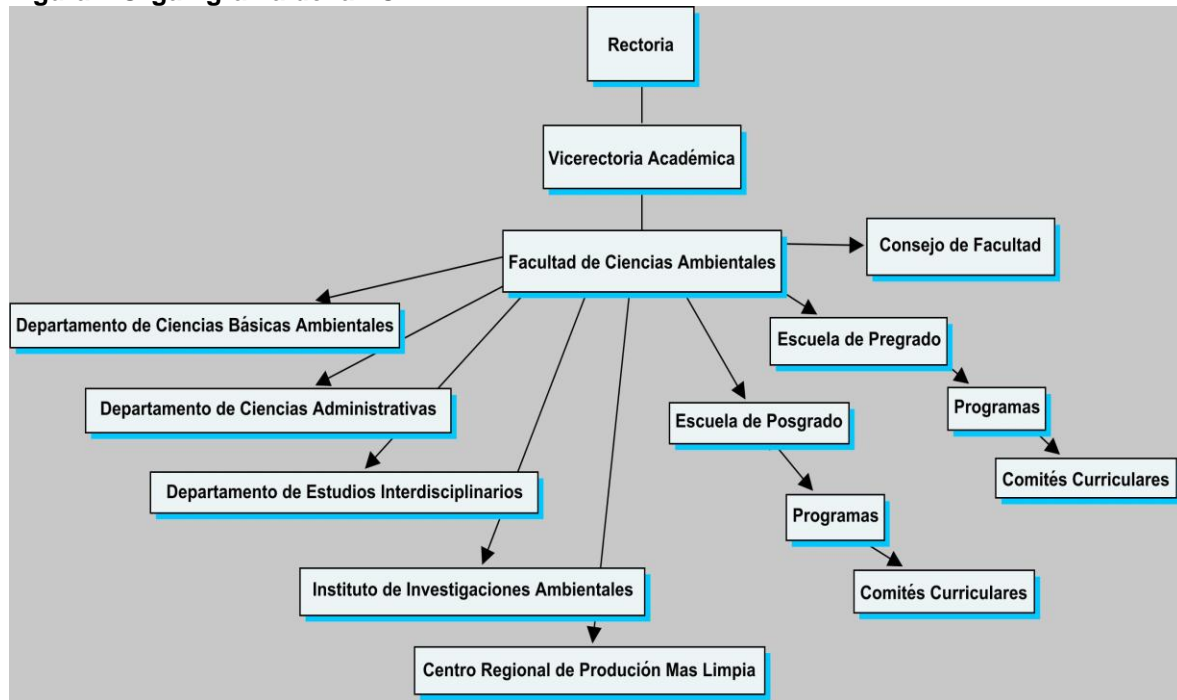 Rectoria
Vicerectoria Académica
Facultad de Ciencias Ambientales
Consejo de Facultad
Departamento de Ciencias Básicas Ambientales
Escuela de Pregrado
Departamento de Ciencias Administrativas
Escuela de Posgrado
Programas
Departamento de Estudios Interdisciplinarios
Comités Curriculares
Programas
Instituto de Investigaciones Ambientales
Comités Curriculares
Centro Regional de Produción Mas Limpia